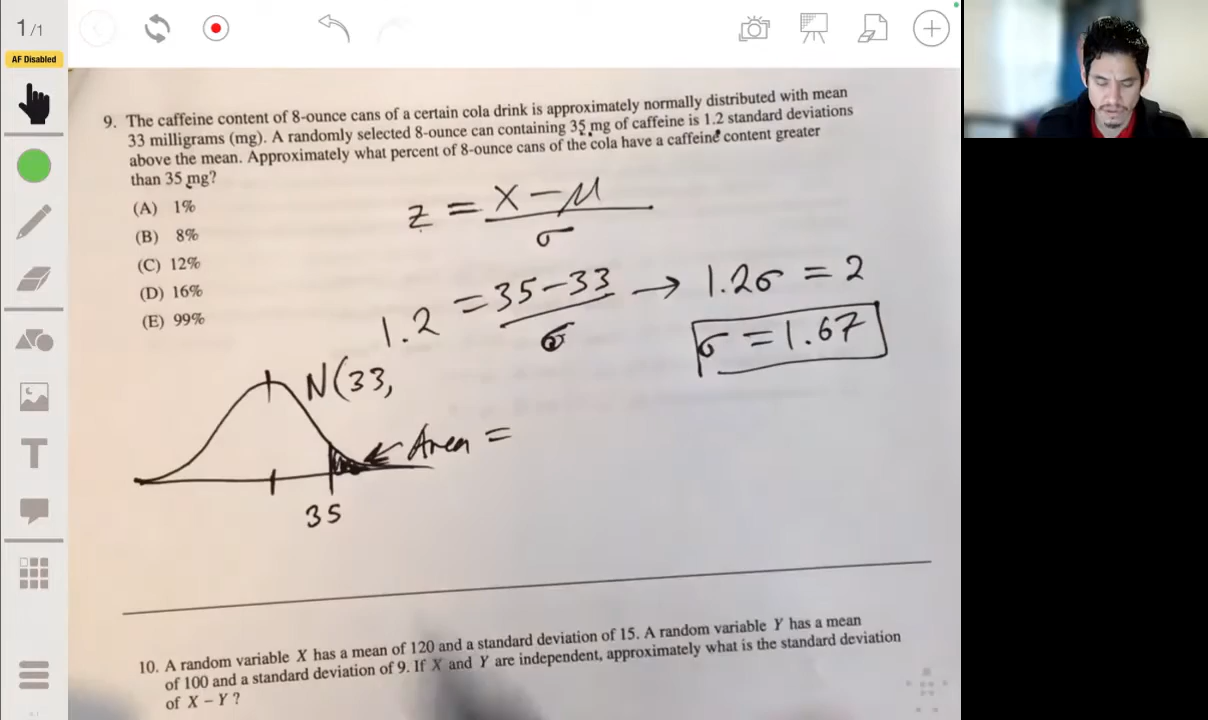 1/1
AF Disabled
9. The caffeine content of 8-ounce cans of a certain cola drink is approximately normally distributed with mean
33 milligrams (mg). A randomly selected 8-ounce can containing 35 mg of caffeine is 1.2 standard deviations
above the mean. Approximately what percent of 8-ounce cans of the cola have a caffeine content greater
than 35 mg?
(A) 1%
(B) 8%
(C) 12%
(D) 16%
(E) 99%
z = x − μ
σ
1.2 = 35 − 33 → 1.2σ = 2
σ
σ = 1.67
N(33,
← Area =
35
T
10. A random variable X has a mean of 120 and a standard deviation of 15. A random variable Y has a mean
of 100 and a standard deviation of 9. If X and Y are independent, approximately what is the standard deviation
of X − Y ?